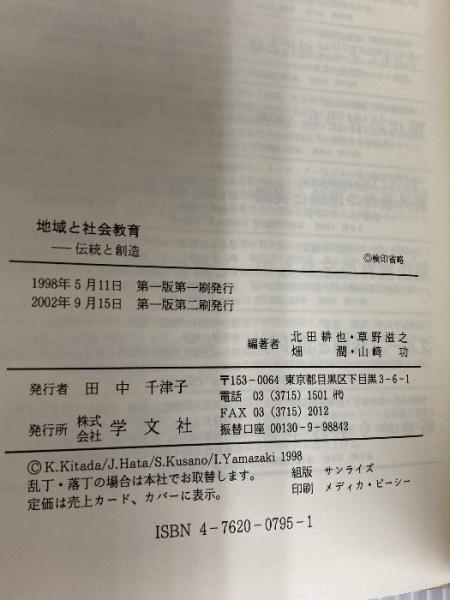 地域と社会教育
——伝統と創造
◎検印省略
1998年5月11日 第一版第一刷発行
2002年9月15日 第一版第二刷発行
編著者 北田耕也・草野滋之
畑 潤・山﨑 功
発行者 田中千津子
発行所 株式会社 学文社
〒153-0064 東京都目黒区下目黒3-6-1
電話 03 (3715) 1501 ㈹
FAX 03 (3715) 2012
振替口座 00130-9-98842
©K.Kitada/J.Hata/S.Kusano/I.Yamazaki 1998
乱丁・落丁の場合は本社でお取替します。
定価は売上カード、カバーに表示。
組版 サンライズ
印刷 メディカ・ピーシー
ISBN 4-7620-0795-1